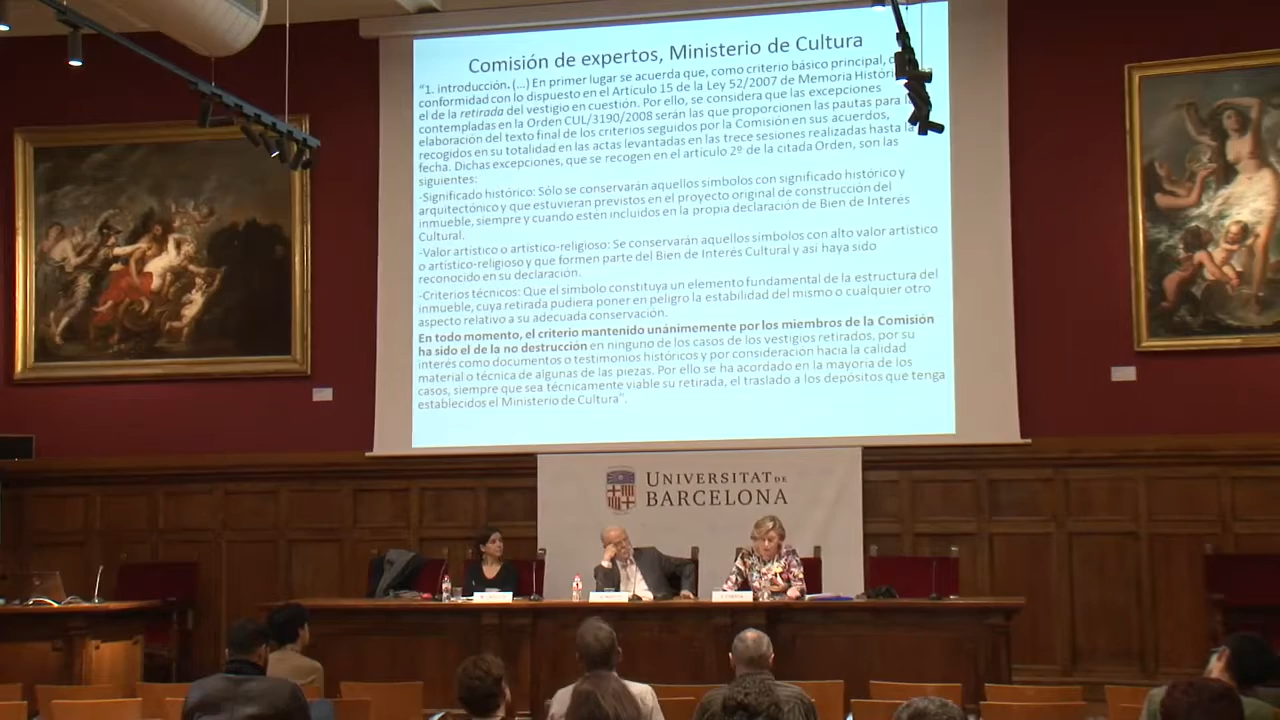 Comisión de expertos, Ministerio de Cultura
"1. introducción. (...) En primer lugar se acuerda que, como criterio básico principal,
conformidad con lo dispuesto en el Articulo 15 de la Ley 52/2007 de Memoria
el de la retirada del vestigio en cuestión. Por ello, se considera que las excepciones
contempladas en la Orden CUL/3190/2008 serán las que proporcionen las pautas para
elaboración del texto final de los criterios seguidos por la Comisión en sus acuerdos,
recogidos en su totalidad en las actas levantadas en las trece sesiones realizadas hasta la
fecha. Dichas excepciones, que se recogen en el articulo 2º de la citada Orden, son las
siguientes:
-Significado histórico: Sólo se conservarán aquellos símbolos con significado histórico y
arquitectónico y que estuvieran previstos en el proyecto original de construcción del
inmueble, siempre y cuando estén incluidos en la propia declaración de Bien de Interés
Cultural.
-Valor artístico o artístico-religioso: Se conservarán aquellos símbolos con alto valor artístico
o artístico-religioso y que formen parte del Bien de Interés Cultural y así haya sido
reconocido en su declaración.
-Criterios técnicos: Que el símbolo constituya un elemento fundamental de la estructura del
inmueble, cuya retirada pudiera poner en peligro la estabilidad del mismo o cualquier otro
aspecto relativo a su adecuada conservación.
En todo momento, el criterio mantenido unánimemente por los miembros de la Comisión
ha sido el de la no destrucción en ninguno de los casos de los vestigios retirados, por su
interés como documentos o testimonios históricos y por consideración hacia la calidad
material o técnica de algunas de las piezas. Por ello se ha acordado en la mayoría de los
casos, siempre que sea técnicamente viable su retirada, el traslado a los depósitos que tenga
establecidos el Ministerio de Cultura".
UNIVERSITAT DE
BARCELONA